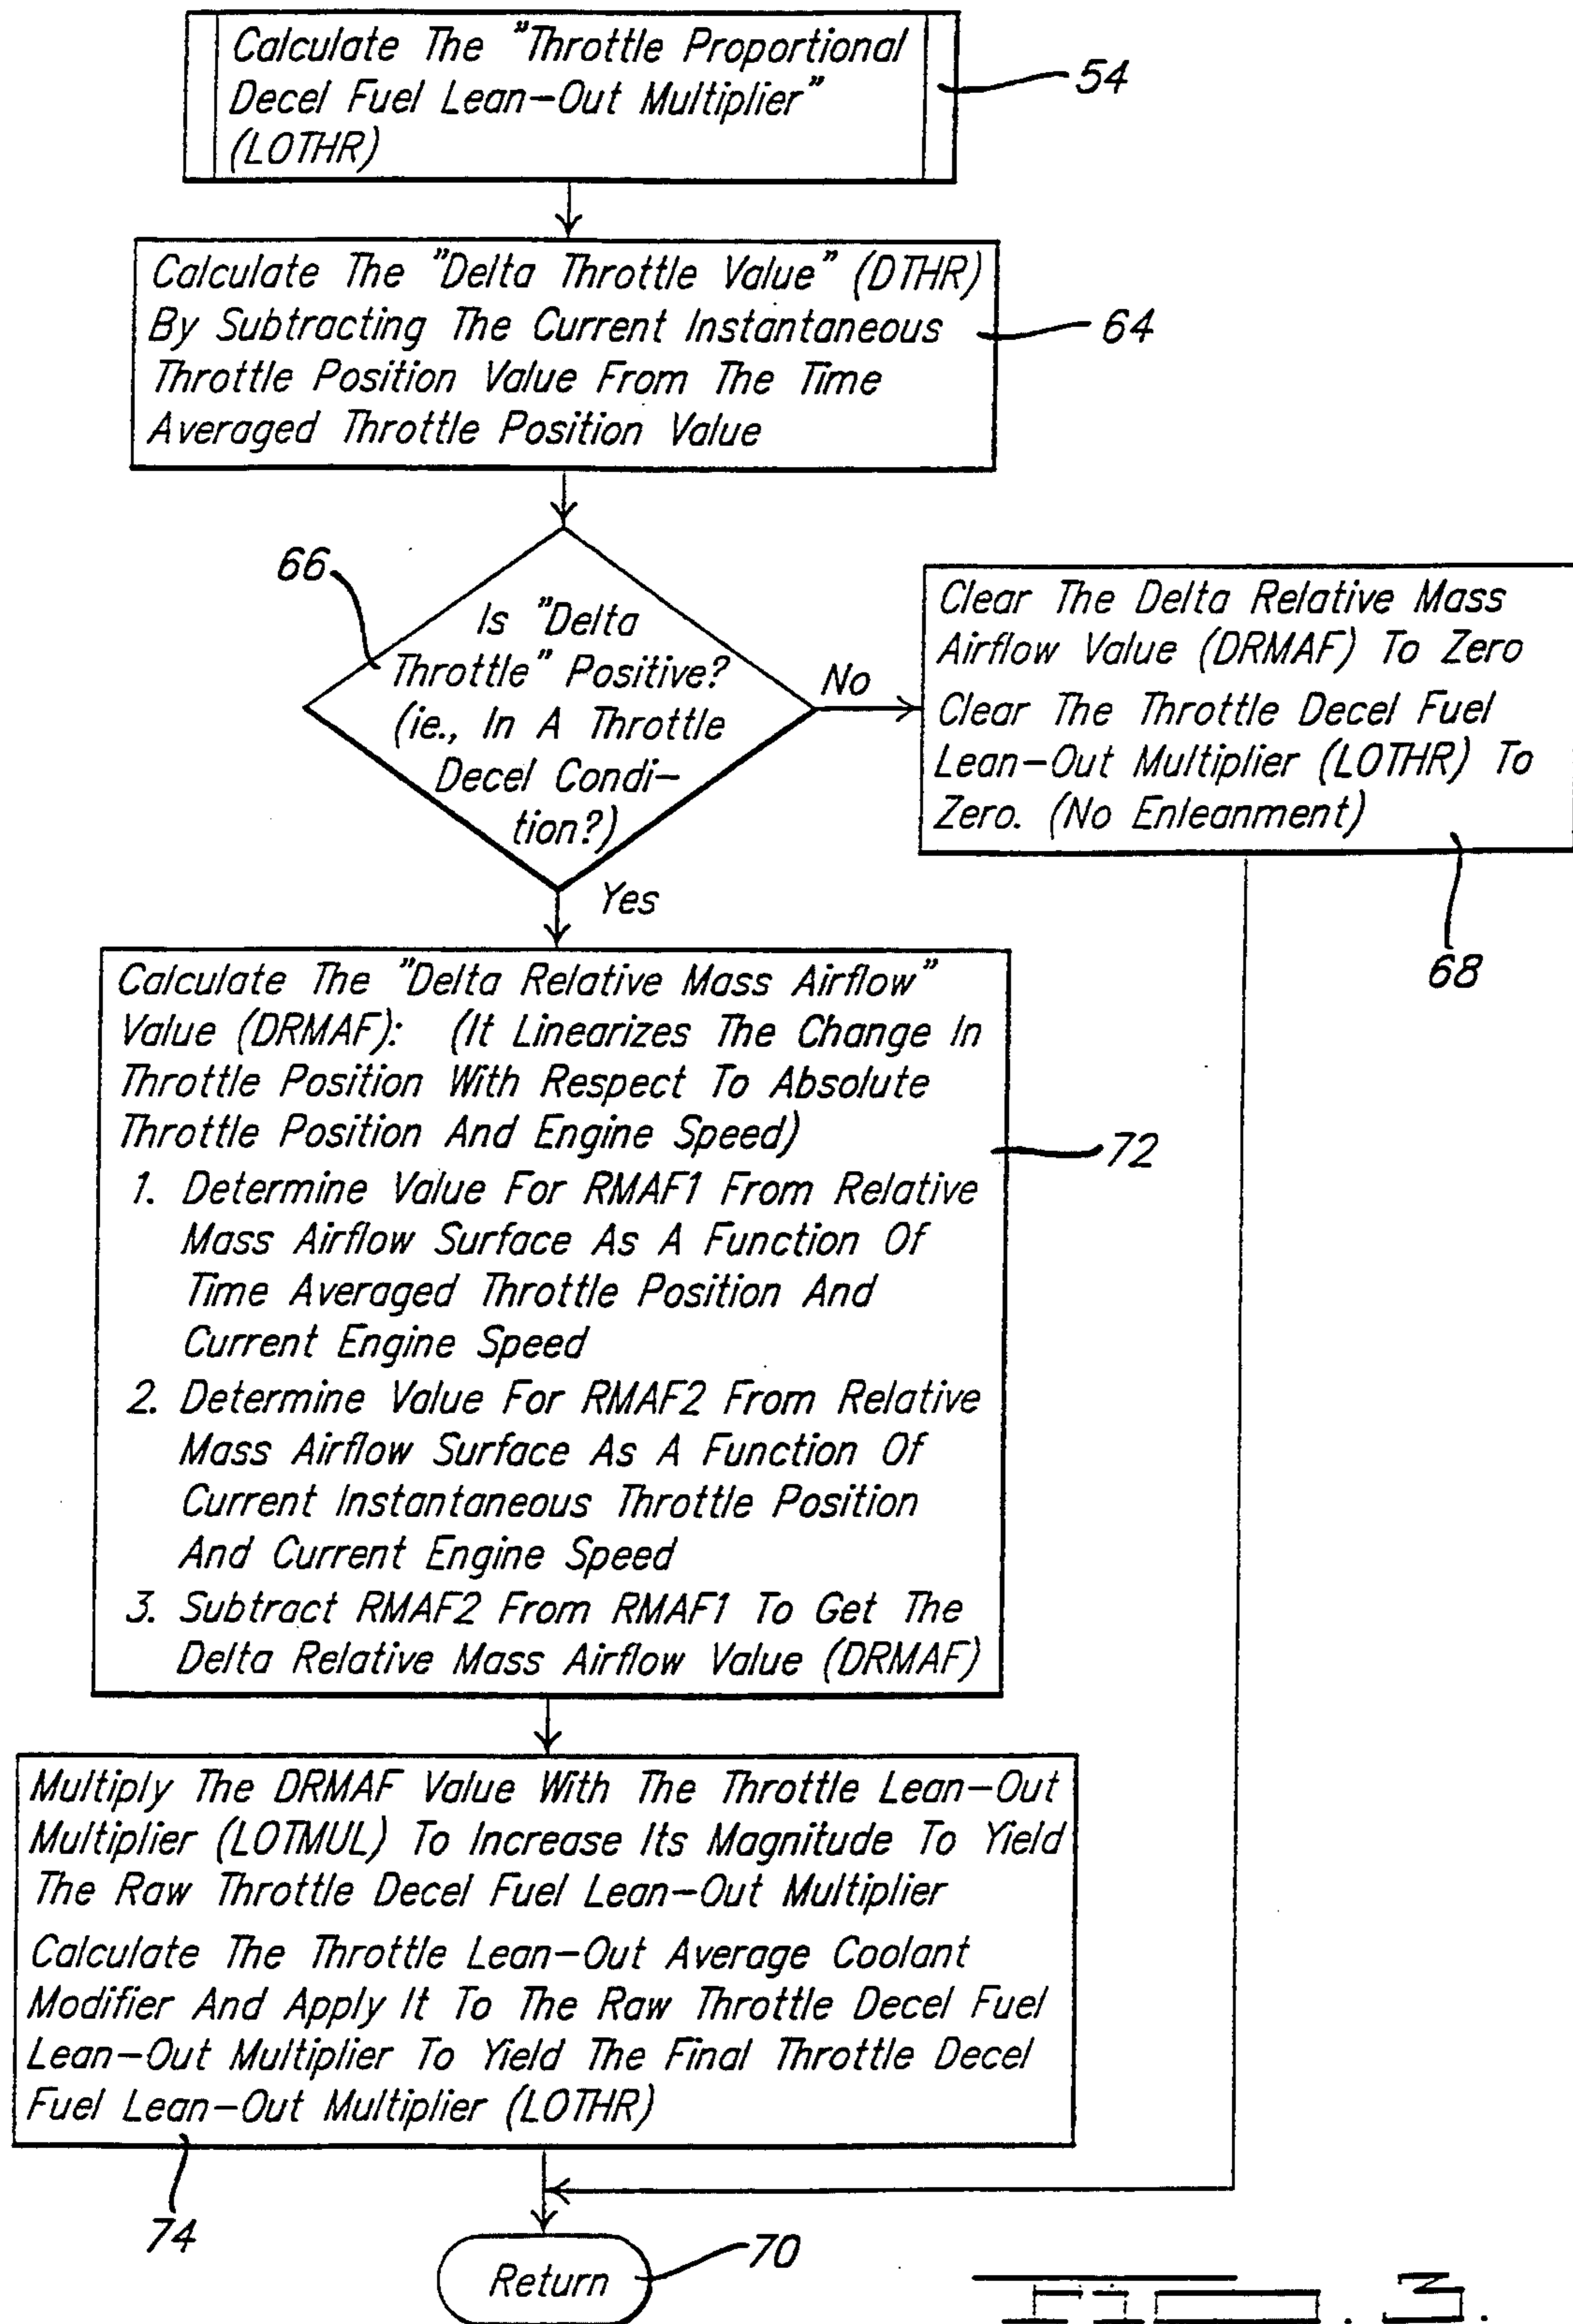 Calculate The "Throttle Proportional
Decel Fuel Lean-Out Multiplier"
(LOTHR)
54
Calculate The "Delta Throttle Value" (DTHR)
By Subtracting The Current Instantaneous
Throttle Position Value From The Time
Averaged Throttle Position Value
64
66
Is "Delta
Throttle" Positive?
(ie., In A Throttle
Decel Condi-
tion?)
No
Clear The Delta Relative Mass
Airflow Value (DRMAF) To Zero
Clear The Throttle Decel Fuel
Lean-Out Multiplier (LOTHR) To
Zero. (No Enleanment)
68
Yes
Calculate The "Delta Relative Mass Airflow"
Value (DRMAF): (It Linearizes The Change In
Throttle Position With Respect To Absolute
Throttle Position And Engine Speed)
72
1. Determine Value For RMAF1 From Relative
Mass Airflow Surface As A Function Of
Time Averaged Throttle Position And
Current Engine Speed
2. Determine Value For RMAF2 From Relative
Mass Airflow Surface As A Function Of
Current Instantaneous Throttle Position
And Current Engine Speed
3. Subtract RMAF2 From RMAF1 To Get The
Delta Relative Mass Airflow Value (DRMAF)
Multiply The DRMAF Value With The Throttle Lean-Out
Multiplier (LOTMUL) To Increase Its Magnitude To Yield
The Raw Throttle Decel Fuel Lean-Out Multiplier
Calculate The Throttle Lean-Out Average Coolant
Modifier And Apply It To The Raw Throttle Decel Fuel
Lean-Out Multiplier To Yield The Final Throttle Decel
Fuel Lean-Out Multiplier (LOTHR)
74
Return
70